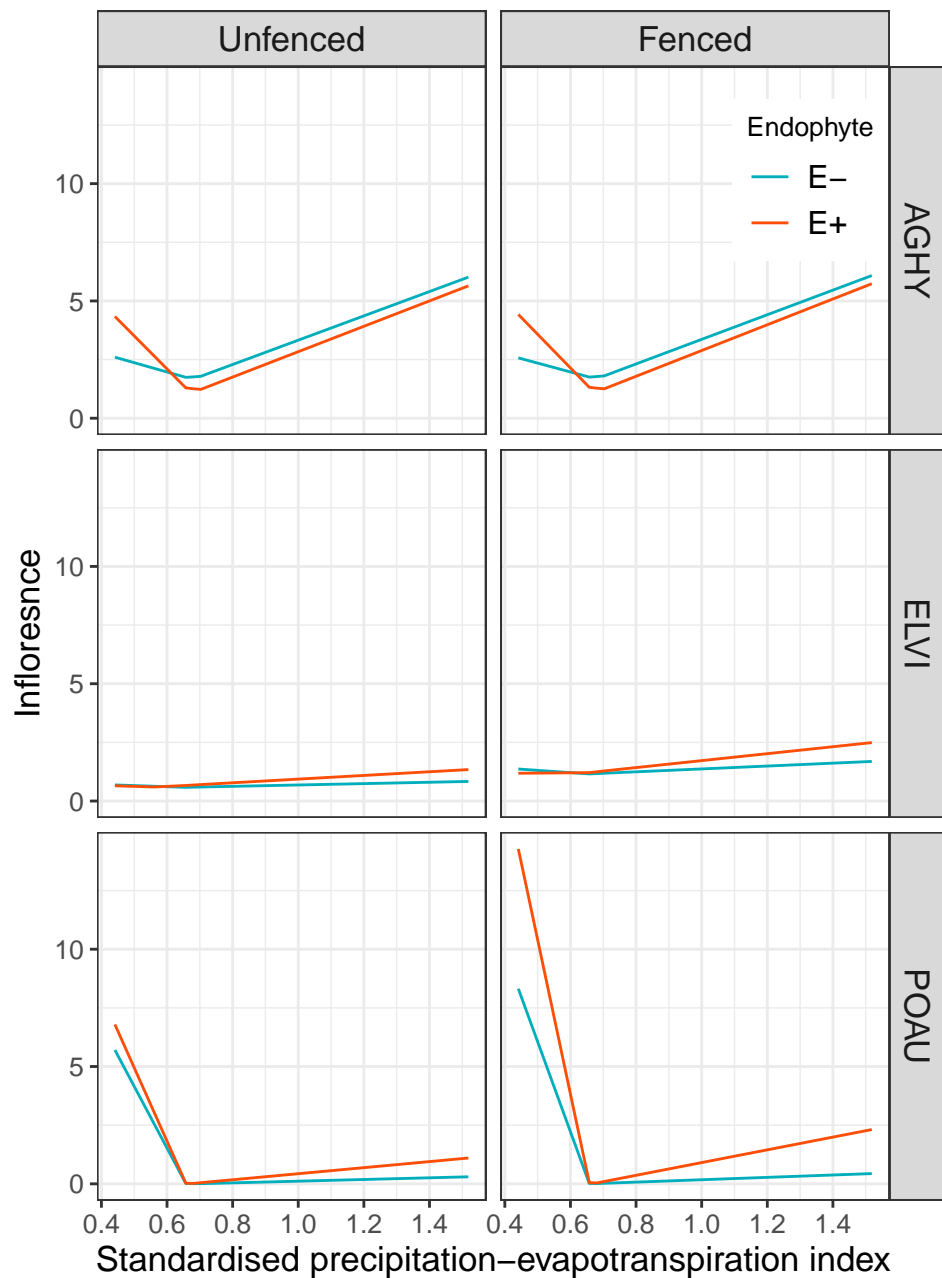 Unfenced
Fenced
Endophyte
E−
E+
10
5
0
AGHY
Infloresnce
10
5
0
ELVI
10
5
0
POAU
0.4 0.6 0.8 1.0 1.2 1.4
0.4 0.6 0.8 1.0 1.2 1.4
Standardised precipitation−evapotranspiration index